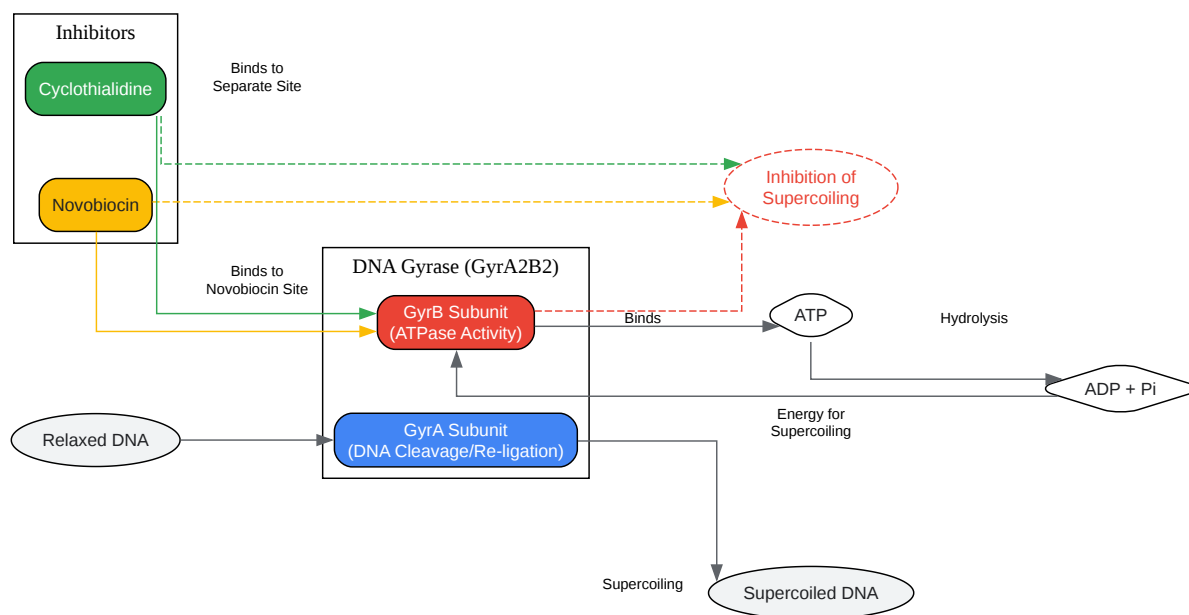 Inhibitors
Cyclothialidine
Binds to
Separate Site
Novobiocin
Inhibition of
Supercoiling
Binds to
Novobiocin Site
DNA Gyrase (GyrA2B2)
GyrB Subunit
(ATPase Activity)
Binds
ATP
Hydrolysis
ADP + Pi
Energy for
Supercoiling
Relaxed DNA
GyrA Subunit
(DNA Cleavage/Re-ligation)
Supercoiling
Supercoiled DNA